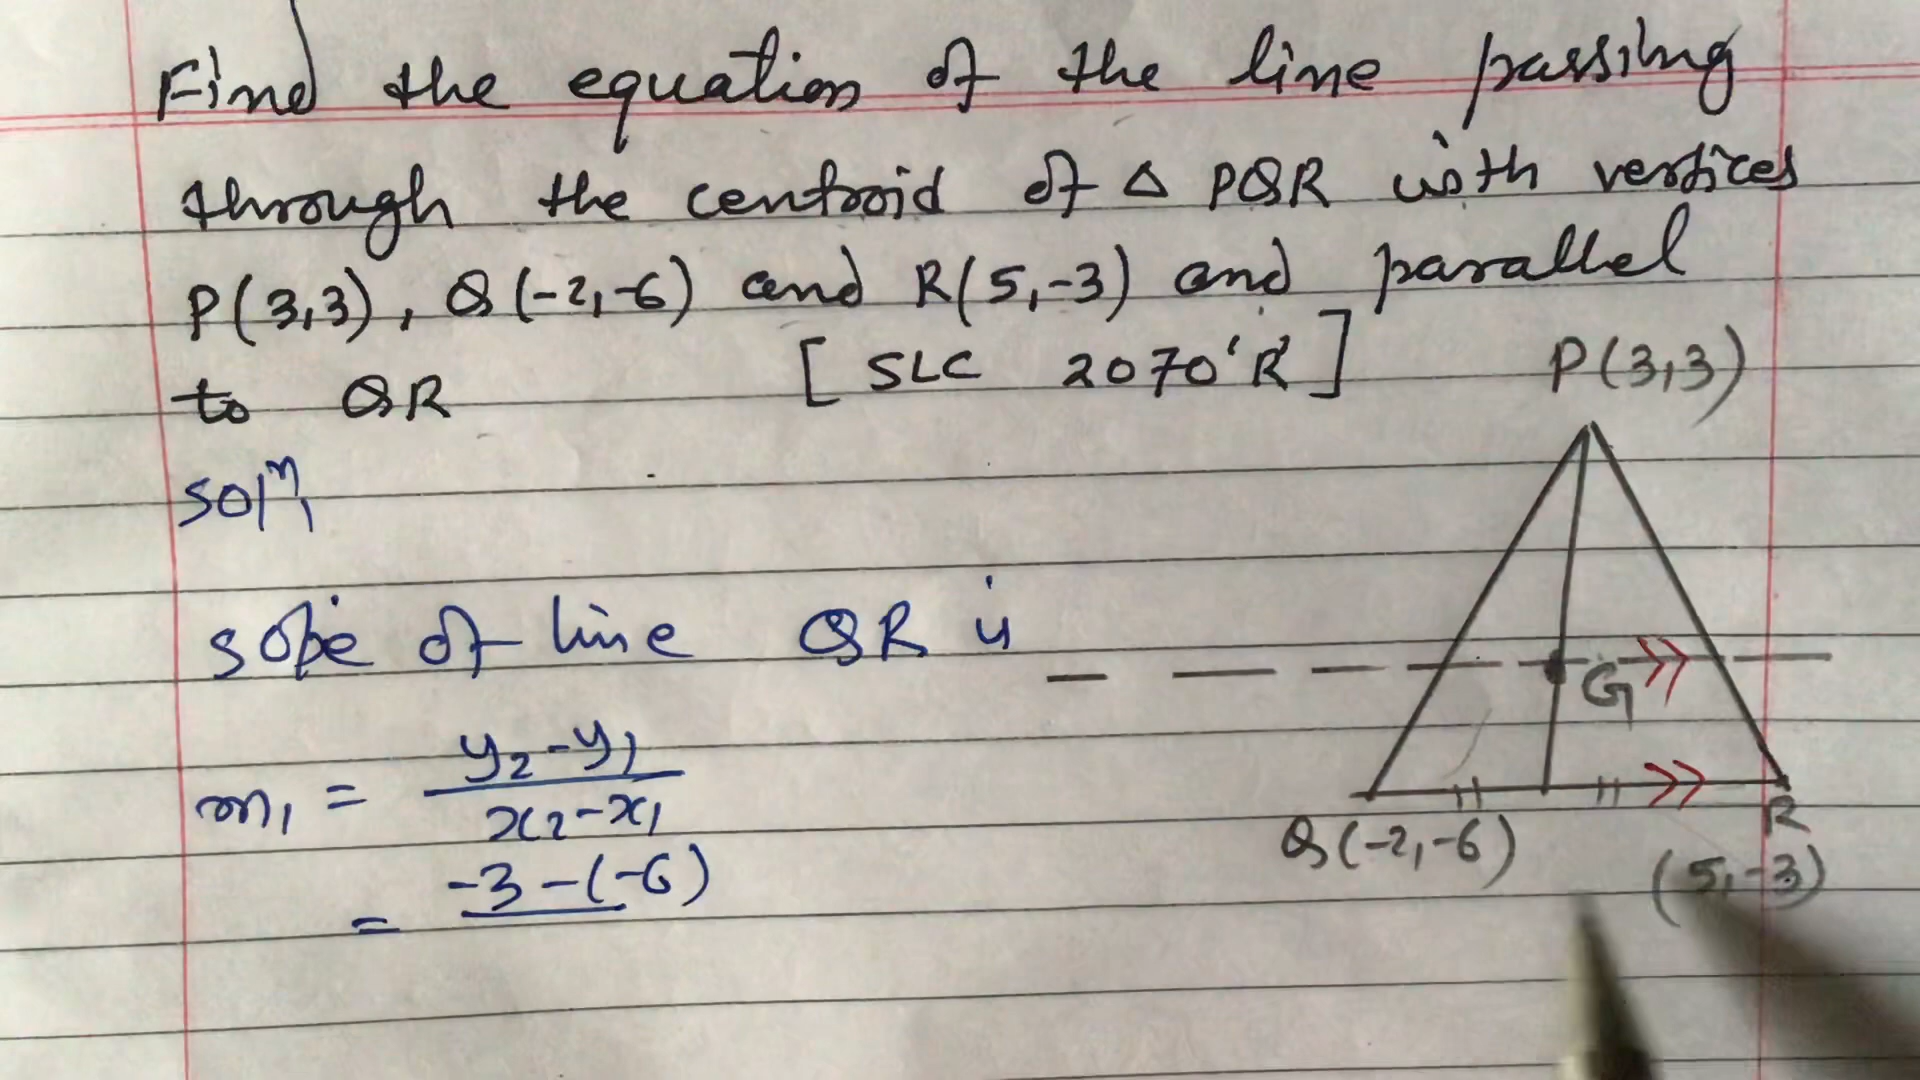 Find the equation of the line passing
through the centroid of △ PQR with vertices
P(3,3), Q(-2,-6) and R(5,-3) and parallel
to QR [SLC 2070 'R']
P(3,3)
solⁿ,
slope of line QR is
G
m₁ = y₂-y₁ / x₂-x₁
= -3-(-6)
Q(-2,-6)
R
(5,-3)